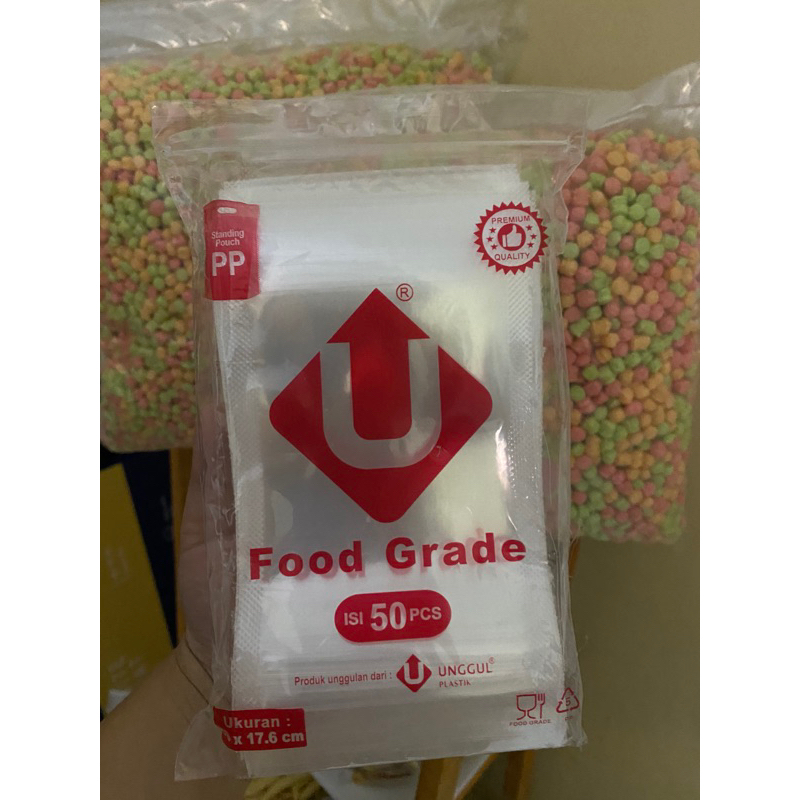 Standing
Pouch
PP
PREMIUM
QUALITY
®
U
Food Grade
ISI 50 PCS
Produk unggulan dari : U UNGGUL®
PLASTIK
FOOD GRADE
5
Ukuran :
x 17.6 cm